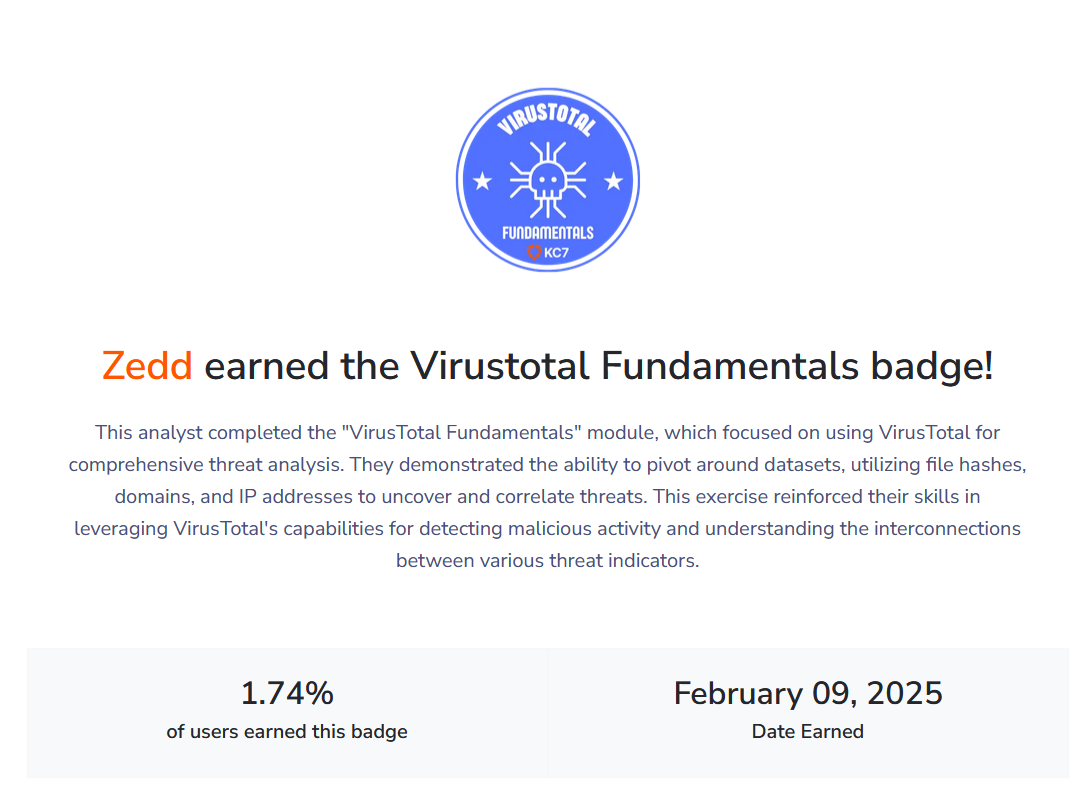 VIRUSTOTAL
FUNDAMENTALS
KC7
Zedd earned the Virustotal Fundamentals badge!
This analyst completed the "VirusTotal Fundamentals" module, which focused on using VirusTotal for
comprehensive threat analysis. They demonstrated the ability to pivot around datasets, utilizing file hashes,
domains, and IP addresses to uncover and correlate threats. This exercise reinforced their skills in
leveraging VirusTotal's capabilities for detecting malicious activity and understanding the interconnections
between various threat indicators.
1.74%
of users earned this badge
February 09, 2025
Date Earned